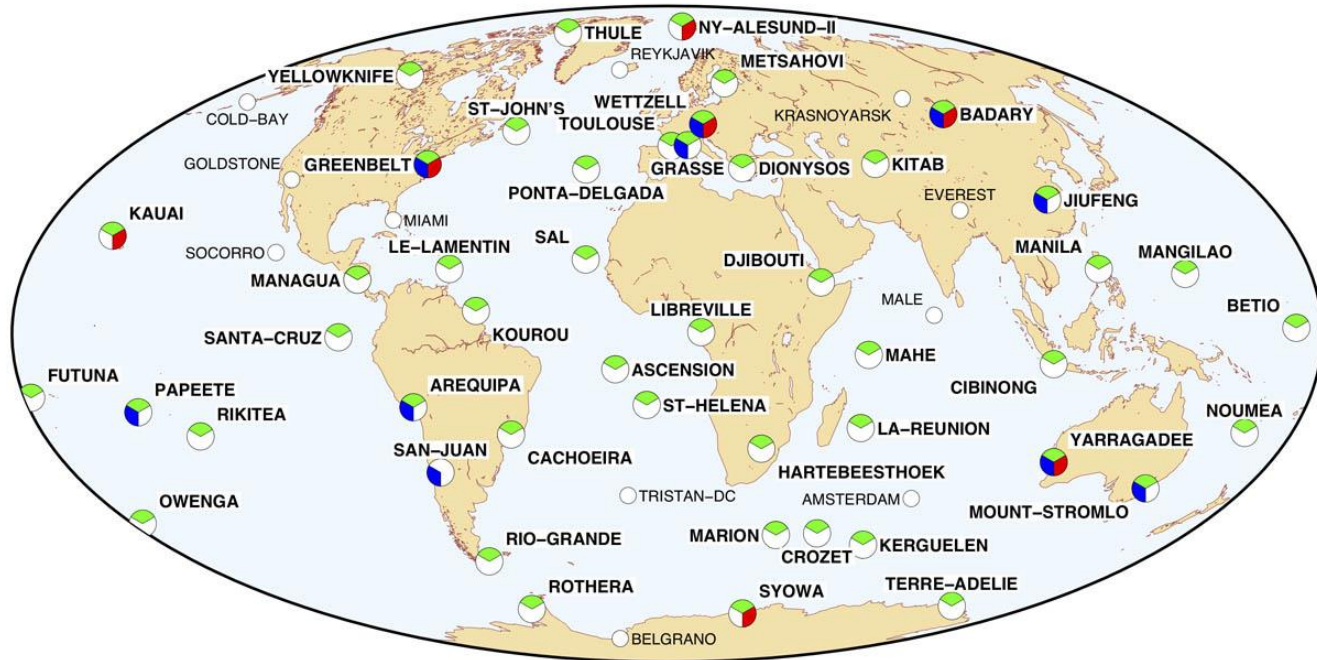 THULE
NY–ALESUND–II
REYKJAVIK
METSAHOVI
YELLOWKNIFE
COLD–BAY
ST–JOHN'S
WETTZELL
KRASNOYARSK
BADARY
TOULOUSE
GOLDSTONE
GREENBELT
GRASSE
DIONYSOS
KITAB
PONTA–DELGADA
EVEREST
JIUFENG
KAUAI
MIAMI
SOCORRO
LE–LAMENTIN
SAL
MANILA
MANGILAO
MANAGUA
DJIBOUTI
MALE
BETIO
LIBREVILLE
KOUROU
SANTA–CRUZ
MAHE
ASCENSION
CIBINONG
FUTUNA
PAPEETE
AREQUIPA
RIKITEA
ST–HELENA
NOUMEA
LA–REUNION
YARRAGADEE
SAN–JUAN
CACHOEIRA
HARTEBEESTHOEK
OWENGA
TRISTAN–DC
AMSTERDAM
MOUNT–STROMLO
RIO–GRANDE
MARION
CROZET
KERGUELEN
ROTHERA
SYOWA
TERRE–ADELIE
BELGRANO